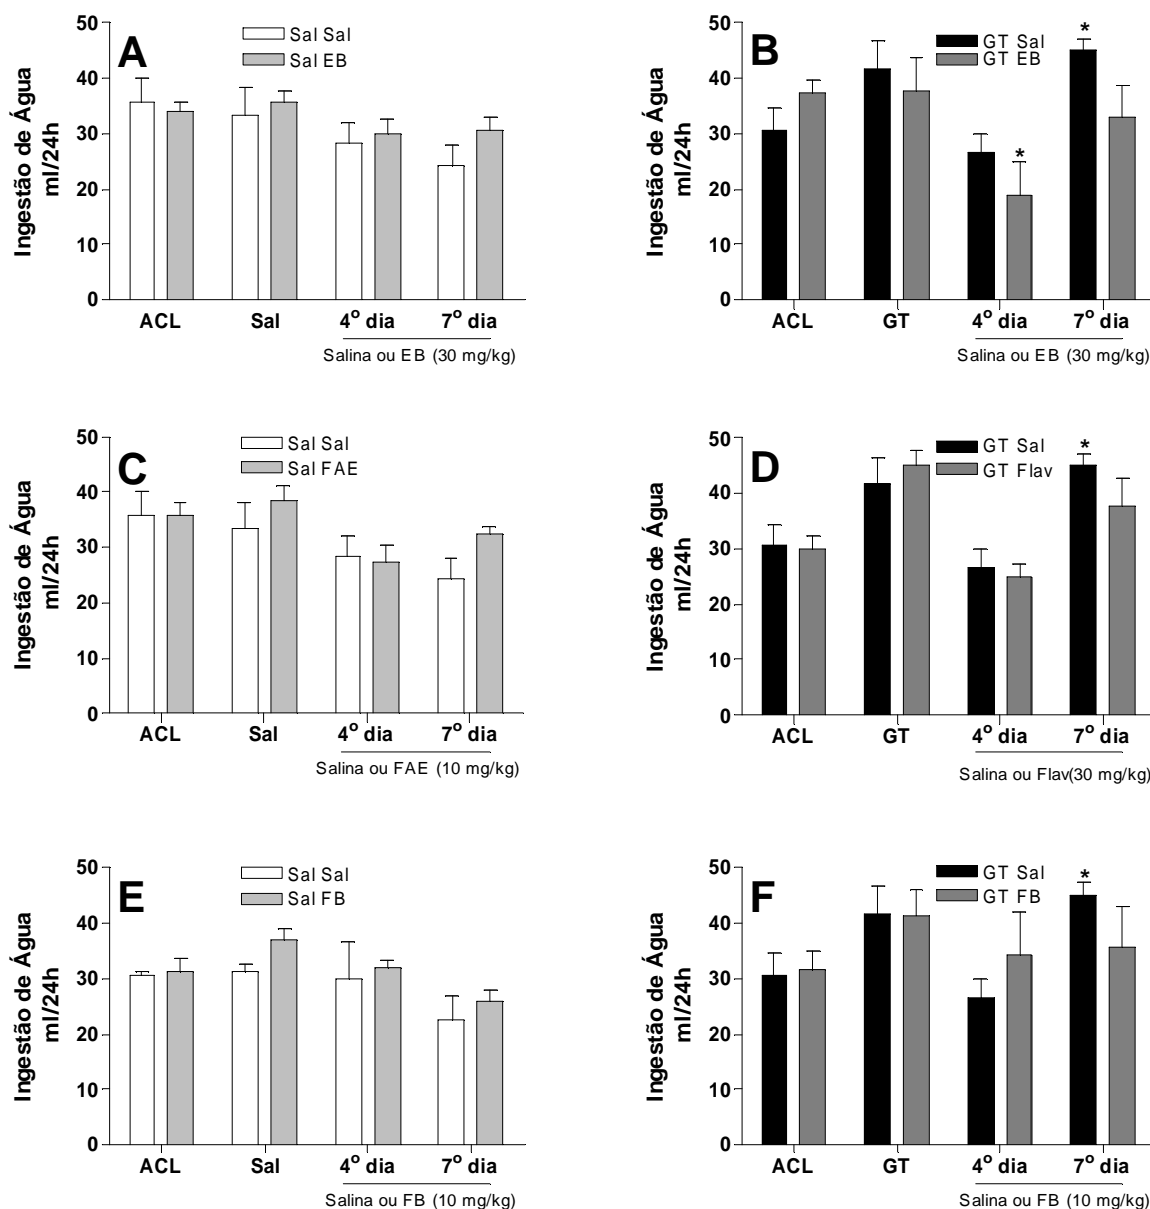 A
Sal Sal
Sal EB
Ingestão de Água
ml/24h
50
40
30
20
10
0
ACL Sal 4º dia 7º dia
Salina ou EB (30 mg/kg)
B
GT Sal
GT EB
*
*
Ingestão de Água
ml/24h
50
40
30
20
10
0
ACL GT 4º dia 7º dia
Salina ou EB (30 mg/kg)
C
Sal Sal
Sal FAE
Ingestão de Água
ml/24h
50
40
30
20
10
0
ACL Sal 4º dia 7º dia
Salina ou FAE (10 mg/kg)
D
GT Sal
GT Flav
*
Ingestão de Água
ml/24h
50
40
30
20
10
0
ACL GT 4º dia 7º dia
Salina ou Flav(30 mg/kg)
E
Sal Sal
Sal FB
Ingestão de Água
ml/24h
50
40
30
20
10
0
ACL Sal 4º dia 7º dia
Salina ou FB (10 mg/kg)
F
GT Sal
GT FB
*
Ingestão de Água
ml/24h
50
40
30
20
10
0
ACL GT 4º dia 7º dia
Salina ou FB (10 mg/kg)